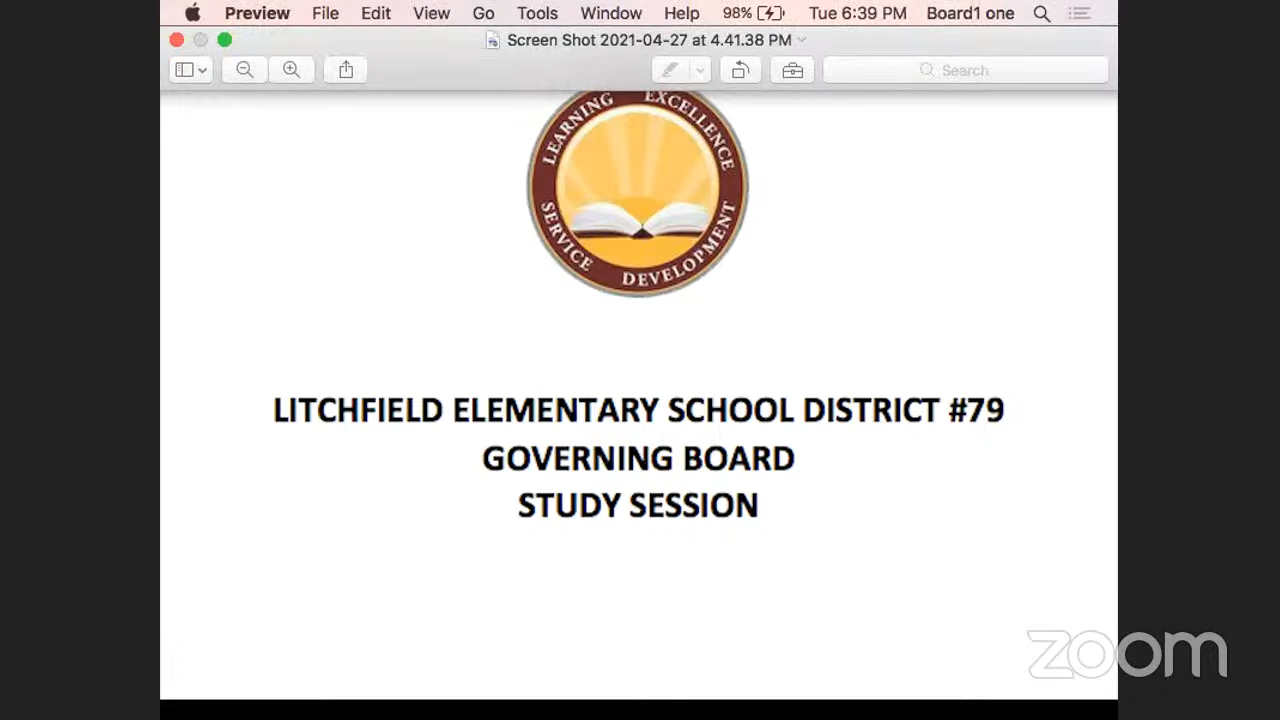 Preview File Edit View Go Tools Window Help 98% Tue 6:39 PM Board1 one
Screen Shot 2021-04-27 at 4.41.38 PM
Search
LEARNING EXCELLENCE
SERVICE DEVELOPMENT
LITCHFIELD ELEMENTARY SCHOOL DISTRICT #79
GOVERNING BOARD
STUDY SESSION
zoom